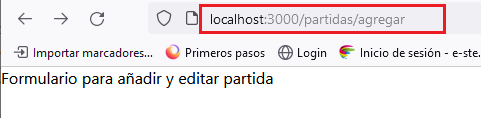 localhost:3000/partidas/agregar
Importar marcadores... Primeros pasos Login Inicio de sesión - e-ste.
Formulario para añadir y editar partida